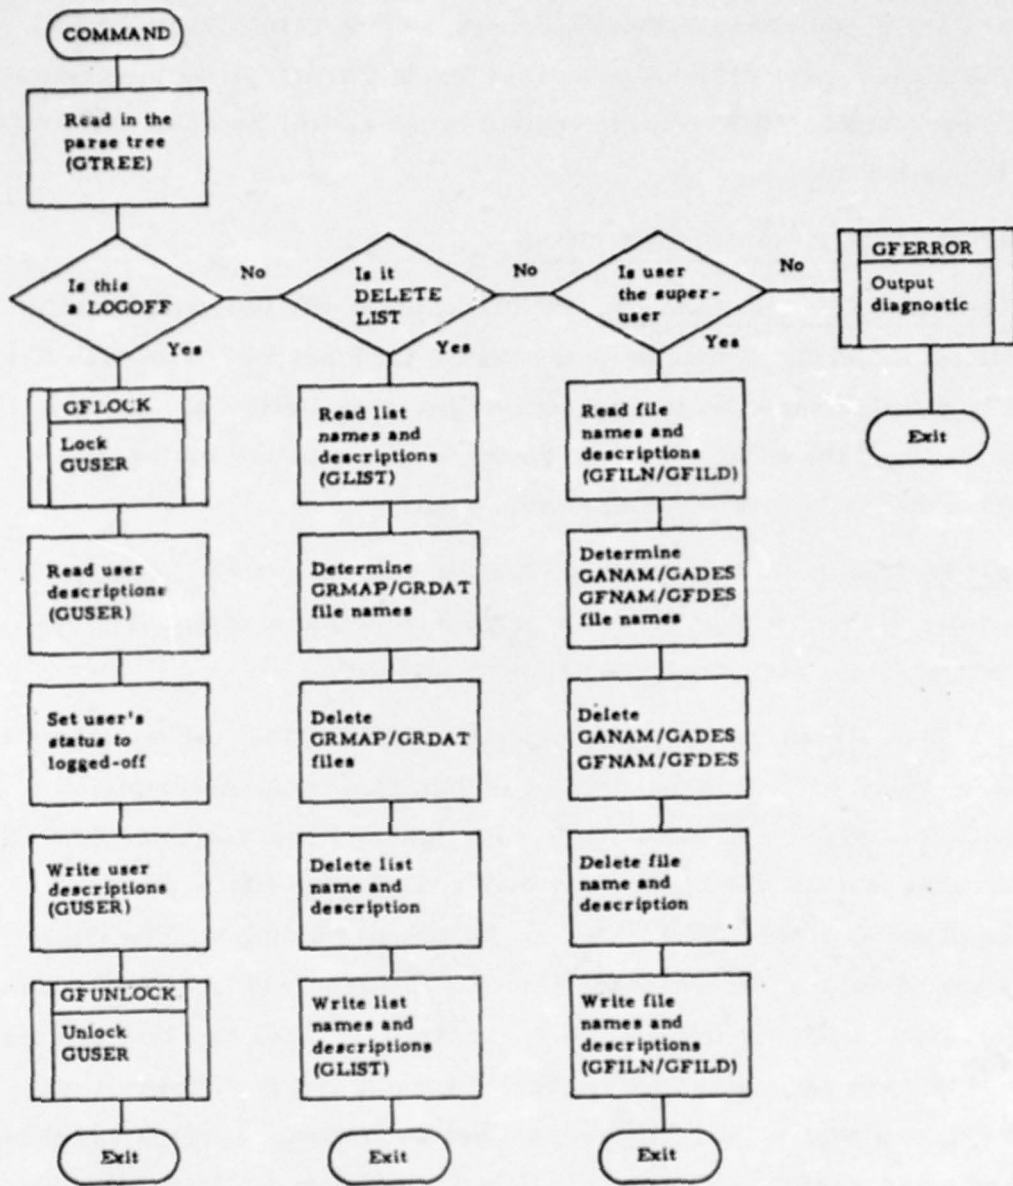 COMMAND
Read in the
parse tree
(GTREE)
Is this
a LOGOFF
No
Yes
Is it
DELETE
LIST
No
Yes
Is user
the super-
user
No
Yes
GFERROR
Output
diagnostic
Exit
GFLOCK
Lock
GUSER
Read user
descriptions
(GUSER)
Set user's
status to
logged-off
Write user
descriptions
(GUSER)
GFUNLOCK
Unlock
GUSER
Exit
Read list
names and
descriptions
(GLIST)
Determine
GRMAP/GRDAT
file names
Delete
GRMAP/GRDAT
files
Delete list
name and
description
Write list
names and
descriptions
(GLIST)
Exit
Read file
names and
descriptions
(GFILN/GFILD)
Determine
GANAM/GADES
GFNAM/GFDES
file names
Delete
GANAM/GADES
GFNAM/GFDES
Delete file
name and
description
Write file
names and
descriptions
(GFILN/GFILD)
Exit